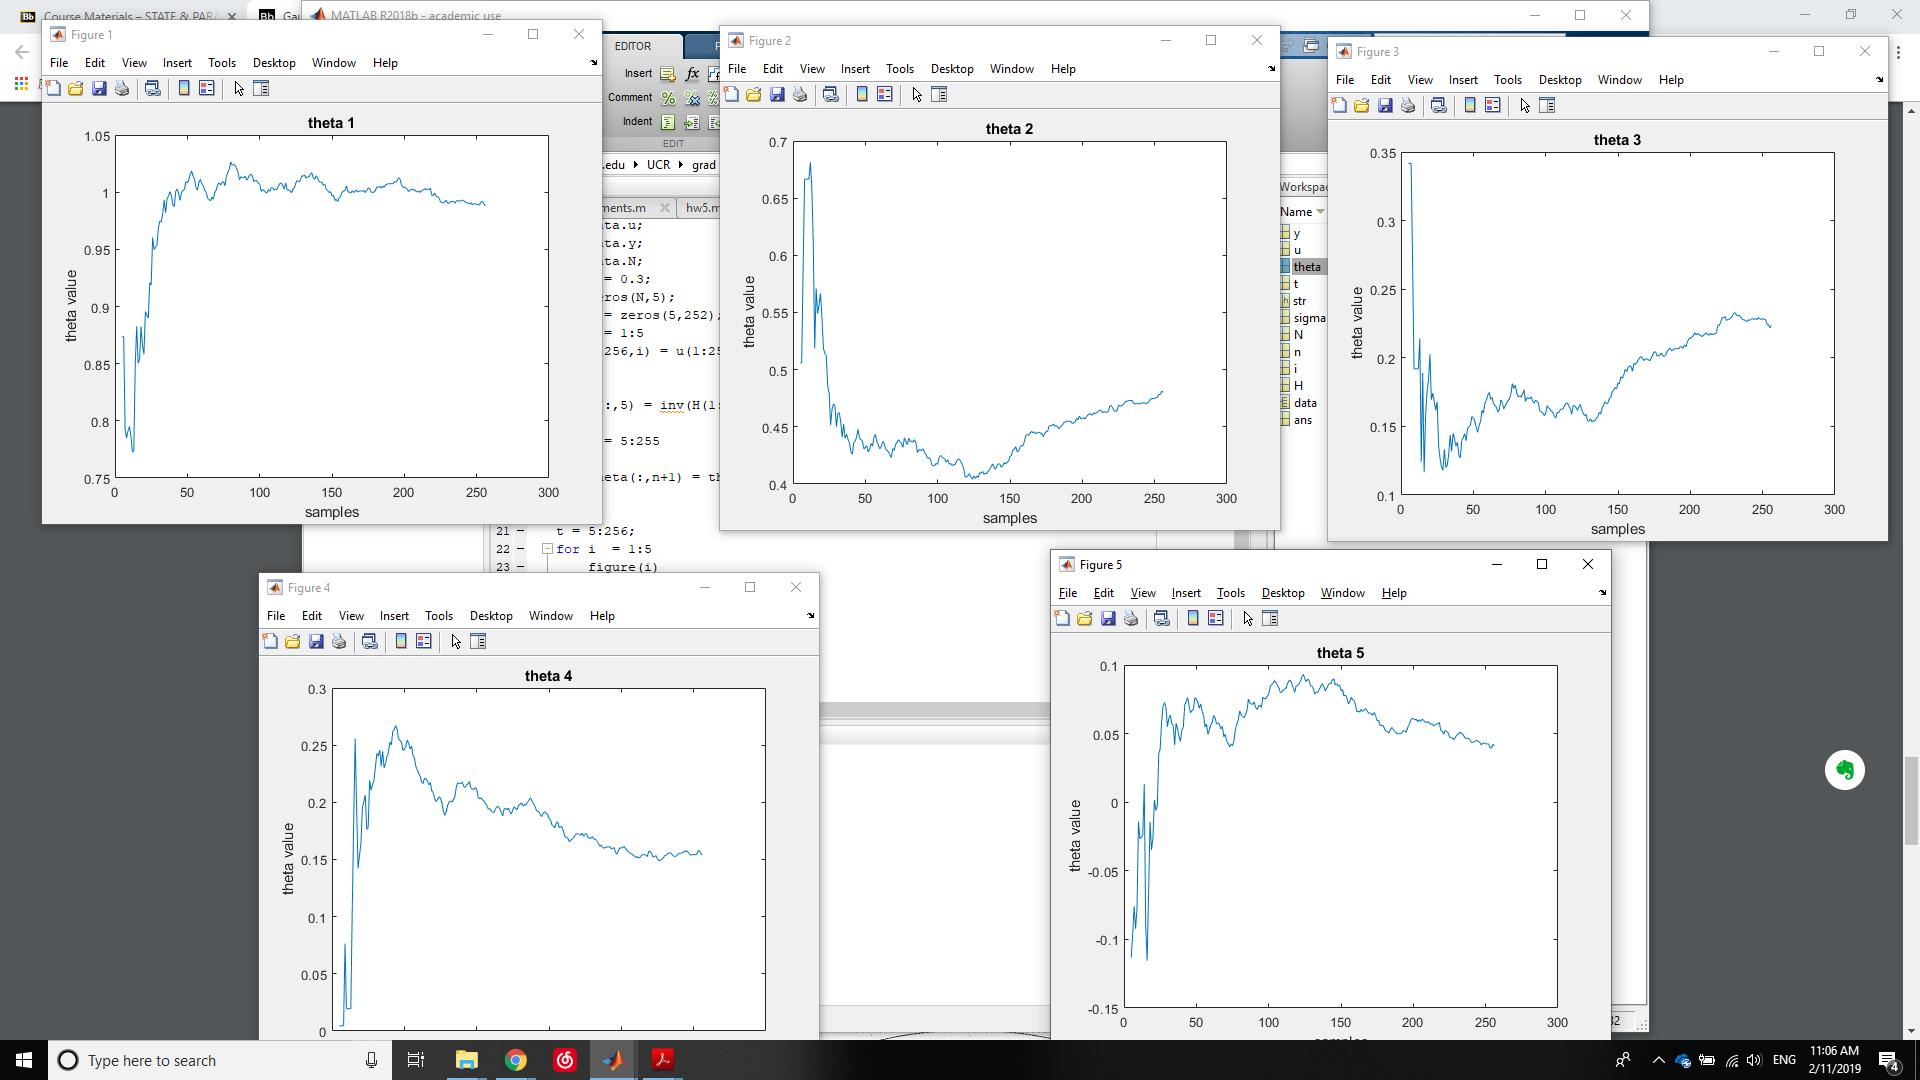 Course Materials – STATE & PAR
Gau
MATLAB R2018b - academic use
Figure 1
File Edit View Insert Tools Desktop Window Help
theta 1
1.05
1
0.95
0.9
0.85
0.8
0.75
0 50 100 150 200 250 300
theta value
samples
EDITOR
P
Insert
fx
Comment
Indent
EDIT
.edu UCR grad
ments.m hw5.m
ta.u;
ta.y;
ta.N;
= 0.3;
ros(N,5);
= zeros(5,252);
= 1:5
256,i) = u(1:25
:,5) = inv(H(1:
= 5:255
eta(:,n+1) = th
21 t = 5:256;
22 for i = 1:5
23 figure(i)
Figure 2
File Edit View Insert Tools Desktop Window Help
theta 2
0.7
0.65
0.6
0.55
0.5
0.45
0.4
0 50 100 150 200 250 300
theta value
samples
Workspac
Name
y
u
theta
t
str
sigma
N
n
i
H
data
ans
Figure 3
File Edit View Insert Tools Desktop Window Help
theta 3
0.35
0.3
0.25
0.2
0.15
0.1
0 50 100 150 200 250 300
theta value
samples
Figure 4
File Edit View Insert Tools Desktop Window Help
theta 4
0.3
0.25
0.2
0.15
0.1
0.05
0
theta value
Figure 5
File Edit View Insert Tools Desktop Window Help
theta 5
0.1
0.05
0
-0.05
-0.1
-0.15
0 50 100 150 200 250 300
theta value
samples
Type here to search
ENG
11:06 AM
2/11/2019
4